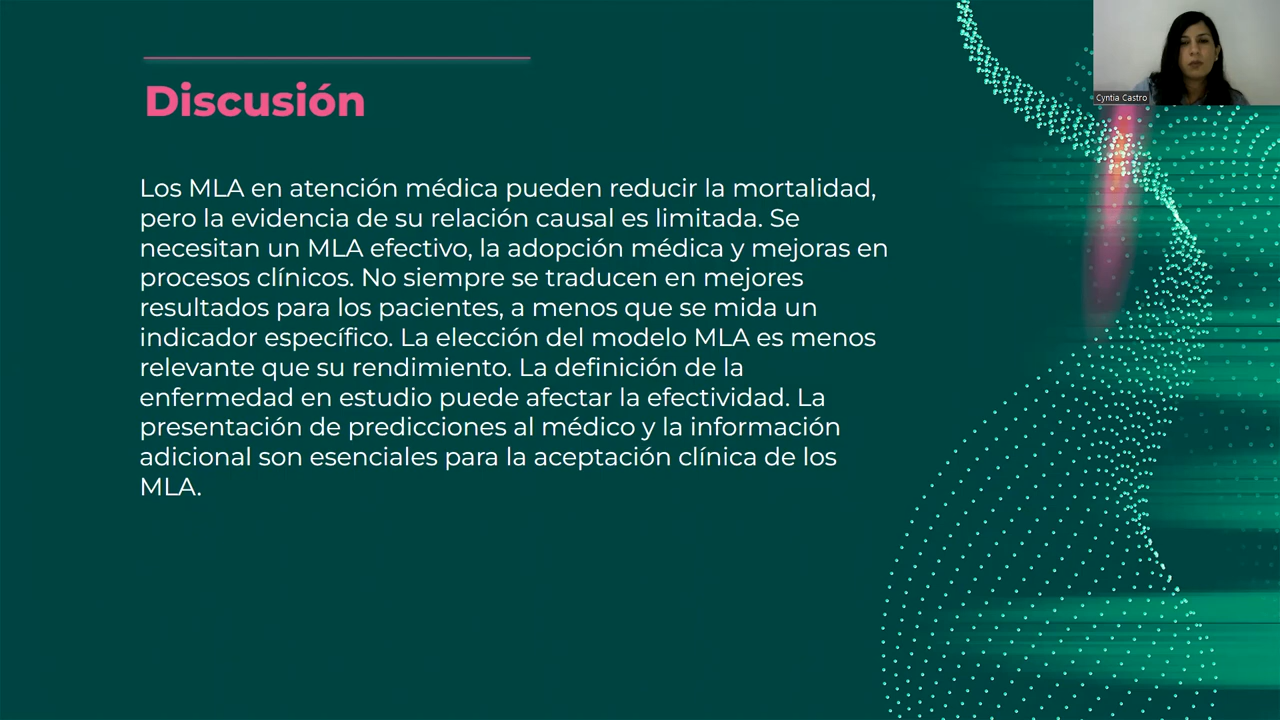 Discusión
Los MLA en atención médica pueden reducir la mortalidad,
pero la evidencia de su relación causal es limitada. Se
necesitan un MLA efectivo, la adopción médica y mejoras en
procesos clínicos. No siempre se traducen en mejores
resultados para los pacientes, a menos que se mida un
indicador específico. La elección del modelo MLA es menos
relevante que su rendimiento. La definición de la
enfermedad en estudio puede afectar la efectividad. La
presentación de predicciones al médico y la información
adicional son esenciales para la aceptación clínica de los
MLA.
Cyntia Castro